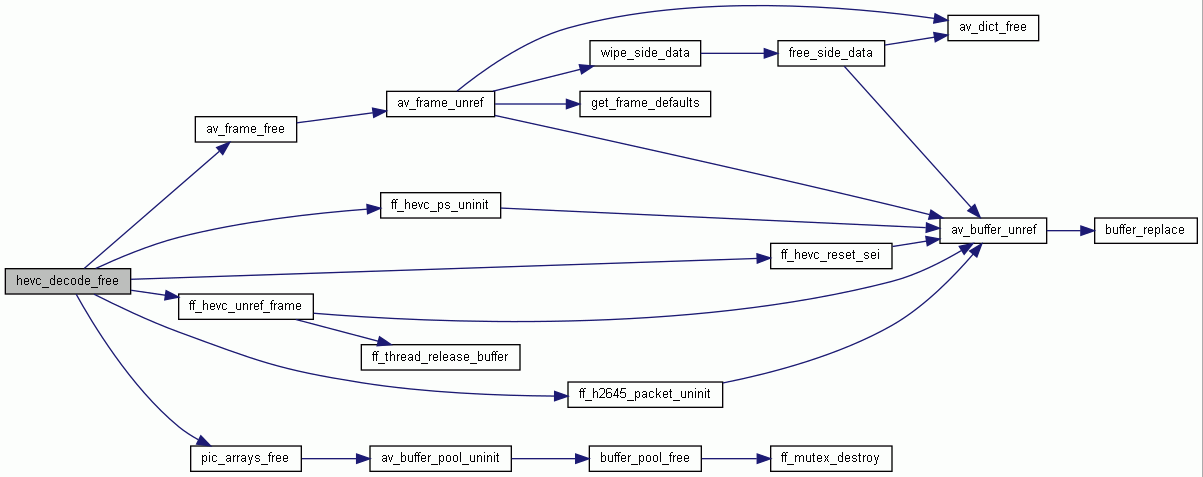 av_dict_free
wipe_side_data
free_side_data
av_frame_unref
get_frame_defaults
av_frame_free
ff_hevc_ps_uninit
av_buffer_unref
buffer_replace
ff_hevc_reset_sei
hevc_decode_free
ff_hevc_unref_frame
ff_thread_release_buffer
ff_h2645_packet_uninit
pic_arrays_free
av_buffer_pool_uninit
buffer_pool_free
ff_mutex_destroy